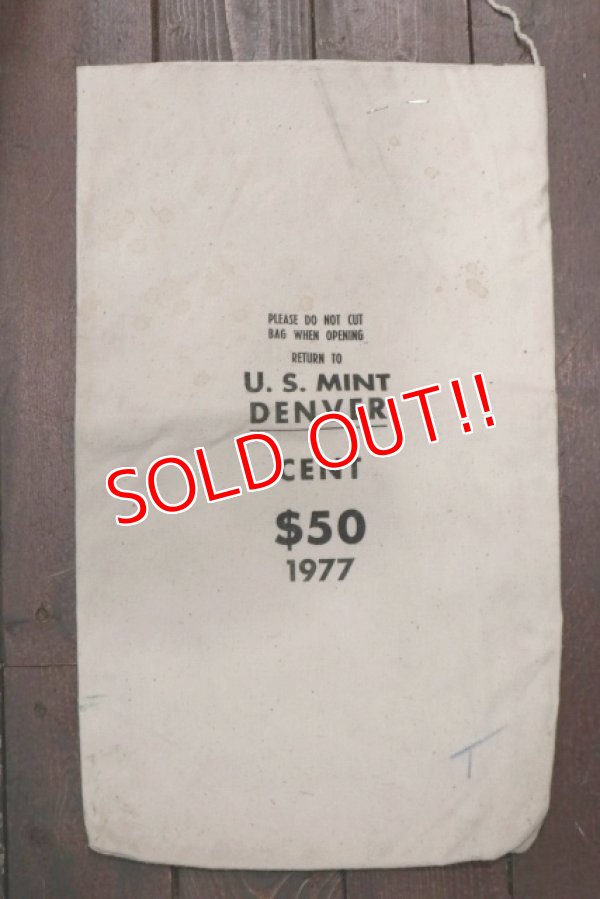 PLEASE DO NOT CUT
BAG WHEN OPENING
RETURN TO
U. S. MINT
DENVER
SOLD OUT!!
CENT
$50
1977
T